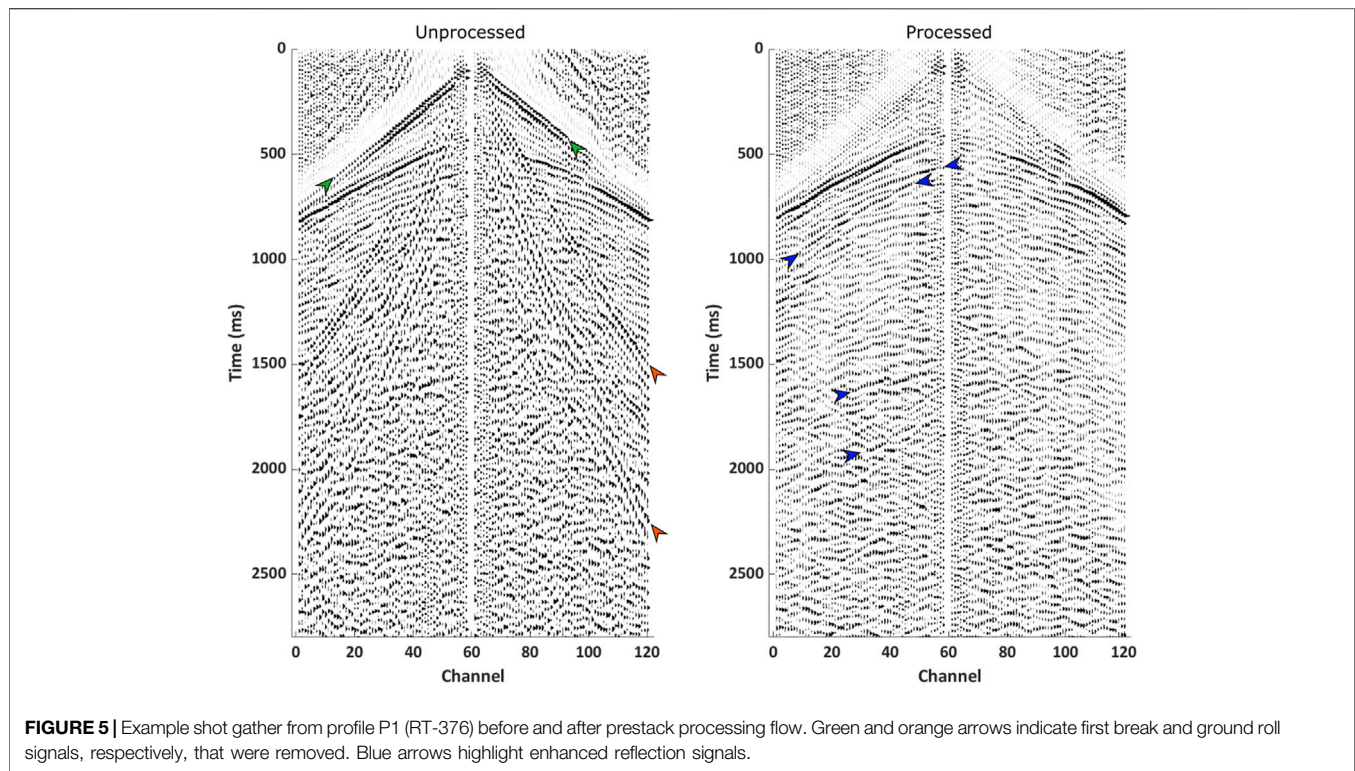 Unprocessed
0
500
1000
1500
2000
2500
Time (ms)
0 20 40 60 80 100 120
Channel
Processed
0
500
1000
1500
2000
2500
Time (ms)
0 20 40 60 80 100 120
Channel
FIGURE 5 | Example shot gather from profile P1 (RT-376) before and after prestack processing flow. Green and orange arrows indicate first break and ground roll
signals, respectively, that were removed. Blue arrows highlight enhanced reflection signals.